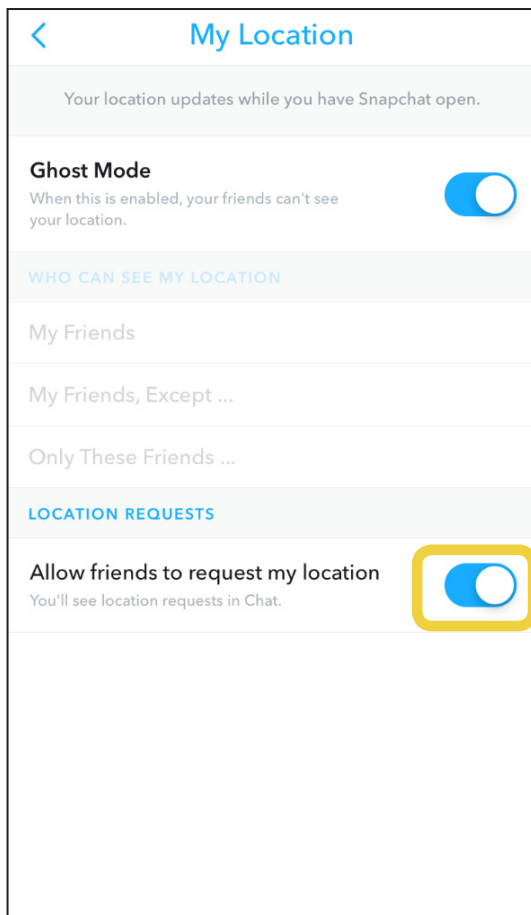 My Location
Your location updates while you have Snapchat open.
Ghost Mode
When this is enabled, your friends can't see
your location.
WHO CAN SEE MY LOCATION
My Friends
My Friends, Except ...
Only These Friends ...
LOCATION REQUESTS
Allow friends to request my location
You'll see location requests in Chat.